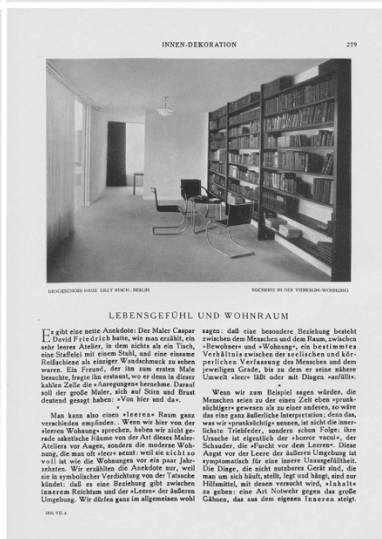 INNEN-DEKORATION
279
ERDGESCHOSS-HAUS LILLY REICH–BERLIN
BÜCHEREI IN DER VIERRAUM-WOHNUNG
LEBENSGEFÜHL UND WOHNRAUM
Es gibt eine nette Anekdote: Der Maler Caspar
David Friedrich hatte, wie man erzählt, ein
sehr leeres Atelier, in dem nichts als ein Tisch,
eine Staffelei mit einem Stuhl, und eine einsame
Reißschiene als einziger Wandschmuck zu sehen
waren. Ein Freund, der ihn zum ersten Male
besuchte, fragte ihn erstaunt, wo er denn in dieser
kahlen Zelle die »Anregungen« hernehme. Darauf
soll der große Maler, sich auf Stirn und Brust
deutend gesagt haben: »Von hier und da«.
*
Man kann also einen »leeren« Raum ganz
verschieden empfinden. . Wenn wir hier von der
»leeren Wohnung« sprechen, haben wir nicht ge-
rade asketische Räume von der Art dieses Maler-
Ateliers vor Augen, sondern die moderne Woh-
nung, die man oft »leer« nennt: weil sie nicht so
voll ist wie die Wohnungen vor ein paar Jahr-
zehnten. Wir erzählten die Anekdote nur, weil
sie in symbolischer Verdichtung von der Tatsache
kündet: daß es eine Beziehung gibt zwischen
innerem Reichtum und der »Leere« der äußeren
Umgebung. Wir dürfen ganz im allgemeinen wohl
sagen: daß eine besondere Beziehung besteht
zwischen dem Menschen und dem Raum, zwischen
»Bewohner« und »Wohnung«, ein bestimmtes
Verhältnis zwischen der seelischen und kör-
perlichen Verfassung des Menschen und dem
jeweiligen Grade, bis zu dem er seine nähere
Umwelt »leer« läßt oder mit Dingen »anfüllt«.
*
Wenn wir zum Beispiel sagen würden, die
Menschen seien zu der einen Zeit eben »prunk-
süchtiger« gewesen als zu einer anderen, so wäre
das eine ganz äußerliche Interpretation; denn das,
was wir »prunksüchtig« nennen, ist nicht die inner-
lichste Triebfeder, sondern schon Folge: ihre
Ursache ist eigentlich der »horror vacui«, der
Schauder, die »Furcht vor dem Leeren«. Diese
Angst vor der Leere der äußeren Umgebung ist
symptomatisch für eine innere Unausgefülltheit.
Die Dinge, die nicht nutzbares Gerät sind, die
man um sich häuft, stellt, legt und hängt, sind nur
Hilfsmittel, mit denen versucht wird, »Inhalt«
zu geben: eine Art Notwehr gegen das große
Gähnen, das aus dem eigenen Inneren steigt.